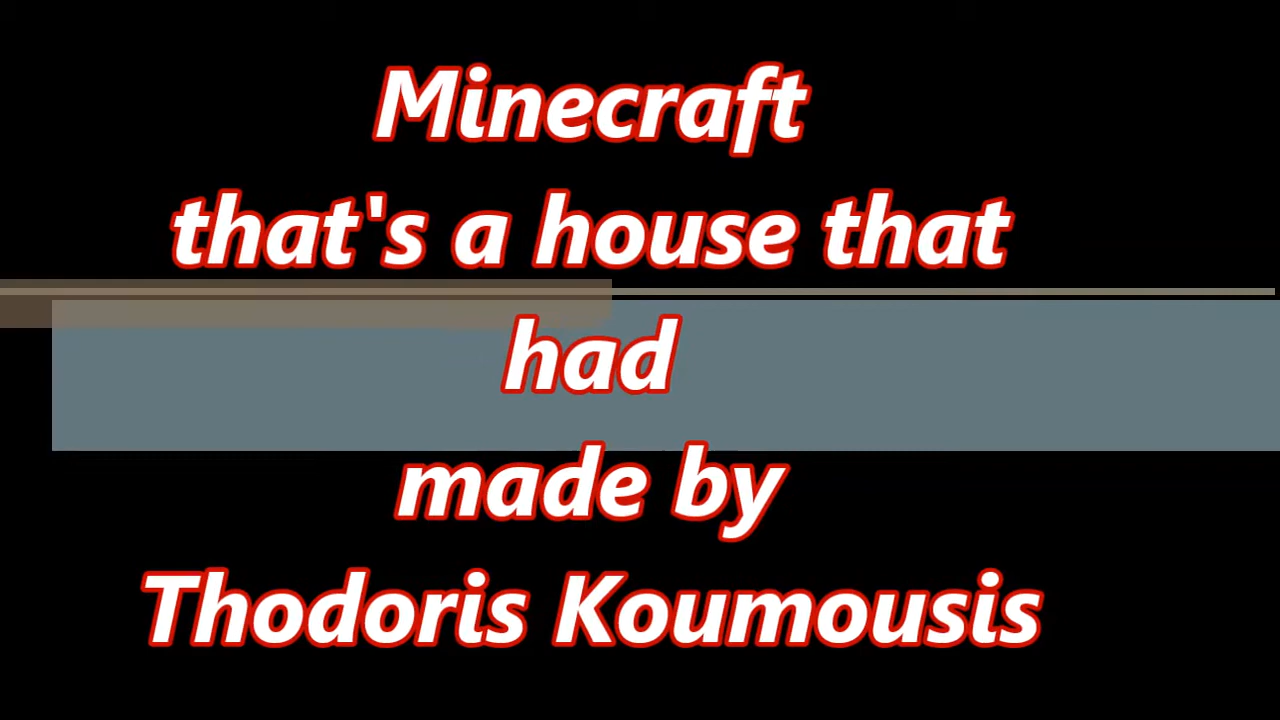 Minecraft
that's a house that
had
made by
Thodoris Koumousis